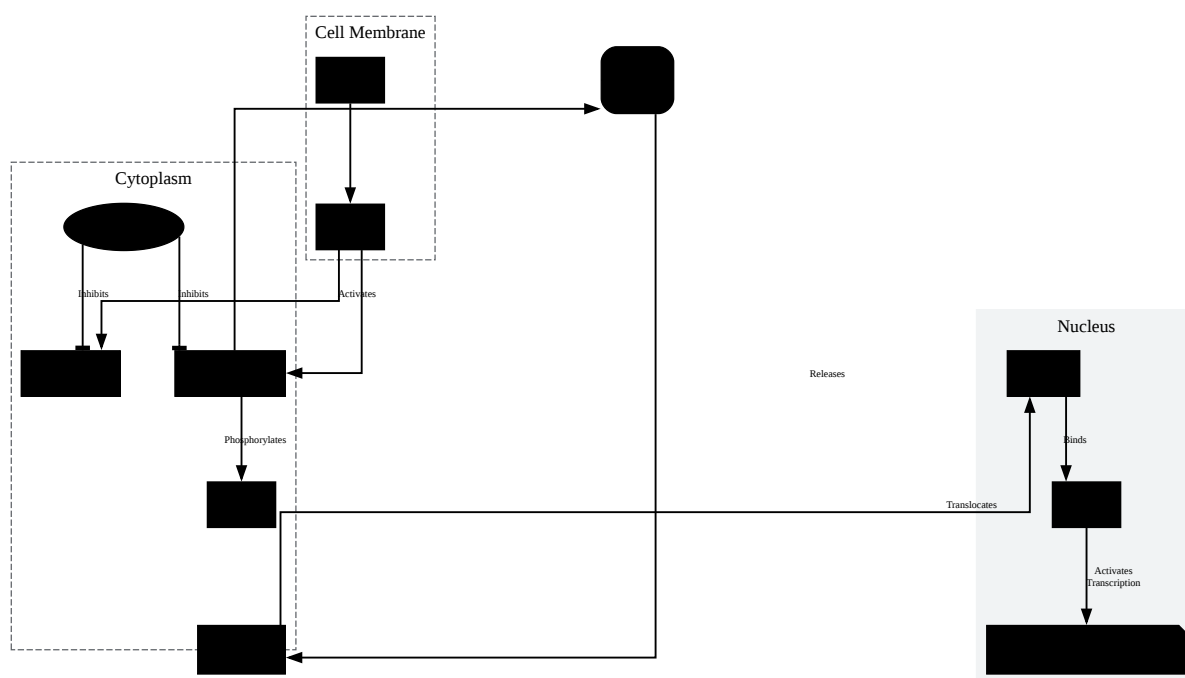 Cell Membrane
Cytoplasm
Inhibits
Inhibits
Activates
Nucleus
Releases
Phosphorylates
Binds
Translocates
Activates
Transcription